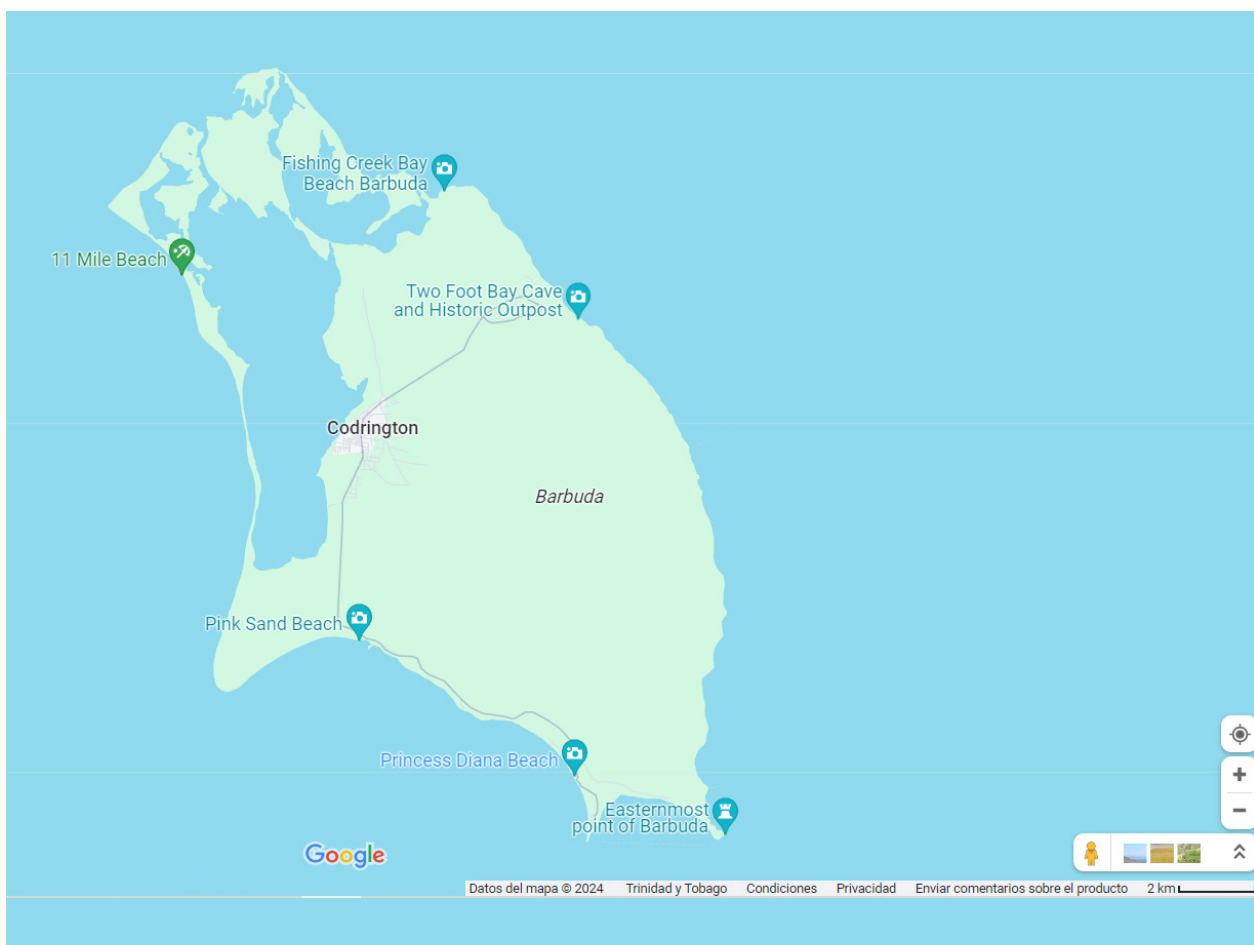 Fishing Creek Bay
Beach Barbuda
11 Mile Beach
Two Foot Bay Cave
and Historic Outpost
Codrington
Barbuda
Pink Sand Beach
Princess Diana Beach
Easternmost
point of Barbuda
Google
Datos del mapa © 2024 Trinidad y Tobago Condiciones Privacidad Enviar comentarios sobre el producto 2 km